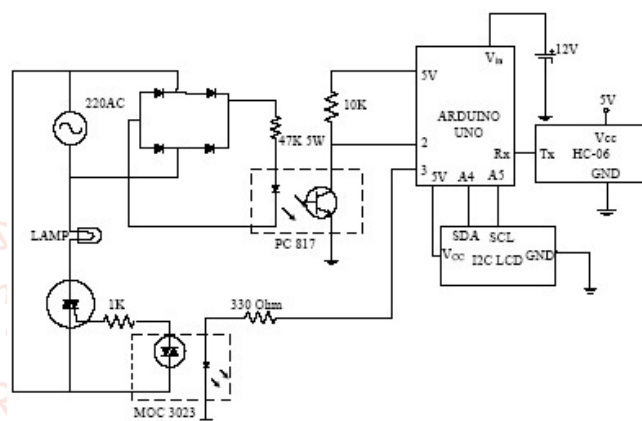 220AC
47K 5W
10K
PC 817
5V
2
3
ARDUINO
UNO
Vin
12V
Rx
5V
A4
A5
5V
Vcc
Tx
HC-06
GND
SDA
SCL
VCC
GND
I2C LCD
LAMP
1K
330 Ohm
MOC 3023